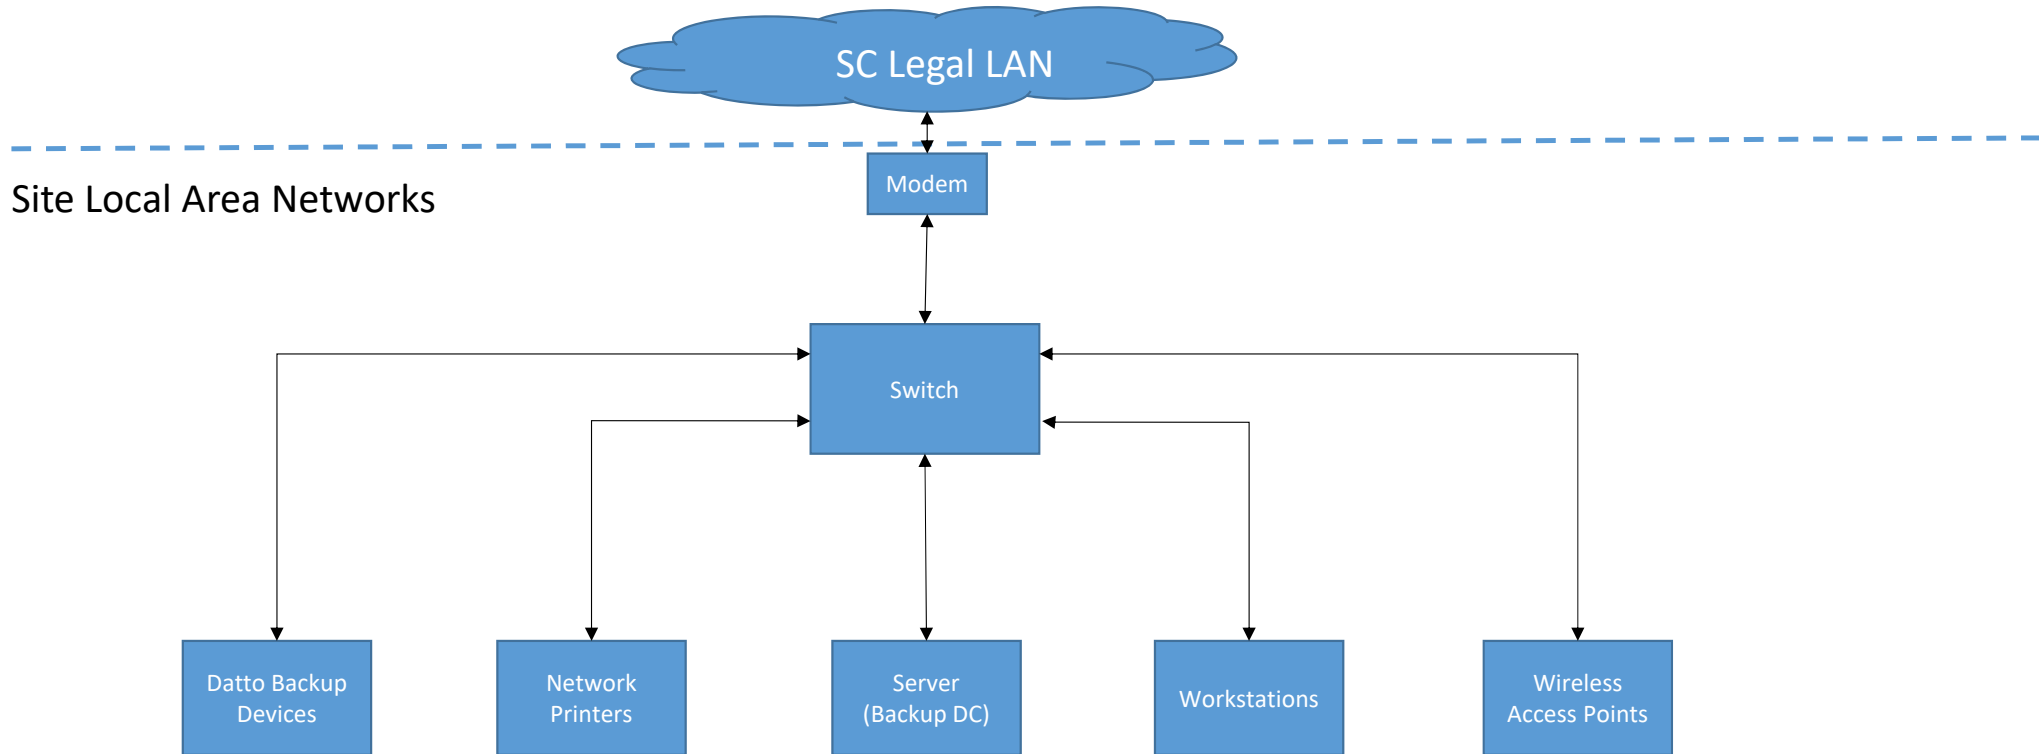 SC Legal LAN
Modem
Site Local Area Networks
Switch
Datto Backup
Devices
Network
Printers
Server
(Backup DC)
Workstations
Wireless
Access Points